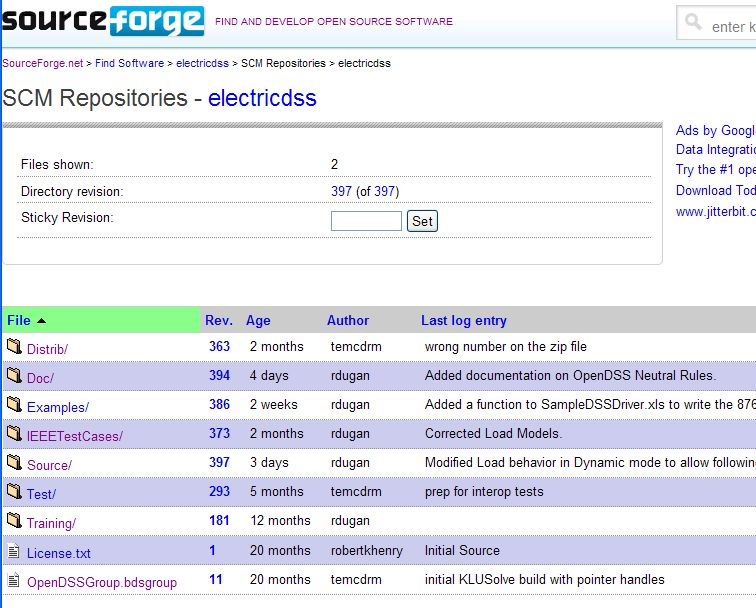 sourceforge FIND AND DEVELOP OPEN SOURCE SOFTWARE enter k
SourceForge.net > Find Software > electricdss > SCM Repositories > electricdss
SCM Repositories - electricdss
Ads by Googl
Data Integratio
Try the #1 ope
Download Tod
www.jitterbit.c
Files shown: 2
Directory revision: 397 (of 397)
Sticky Revision: Set
File Rev. Age Author Last log entry
Distrib/ 363 2 months temcdrm wrong number on the zip file
Doc/ 394 4 days rdugan Added documentation on OpenDSS Neutral Rules.
Examples/ 386 2 weeks rdugan Added a function to SampleDSSDriver.xls to write the 876
IEEETestCases/ 373 2 months rdugan Corrected Load Models.
Source/ 397 3 days rdugan Modified Load behavior in Dynamic mode to allow followin
Test/ 293 5 months temcdrm prep for interop tests
Training/ 181 12 months rdugan
License.txt 1 20 months robertkhenry Initial Source
OpenDSSGroup.bdsgroup 11 20 months temcdrm initial KLUSolve build with pointer handles